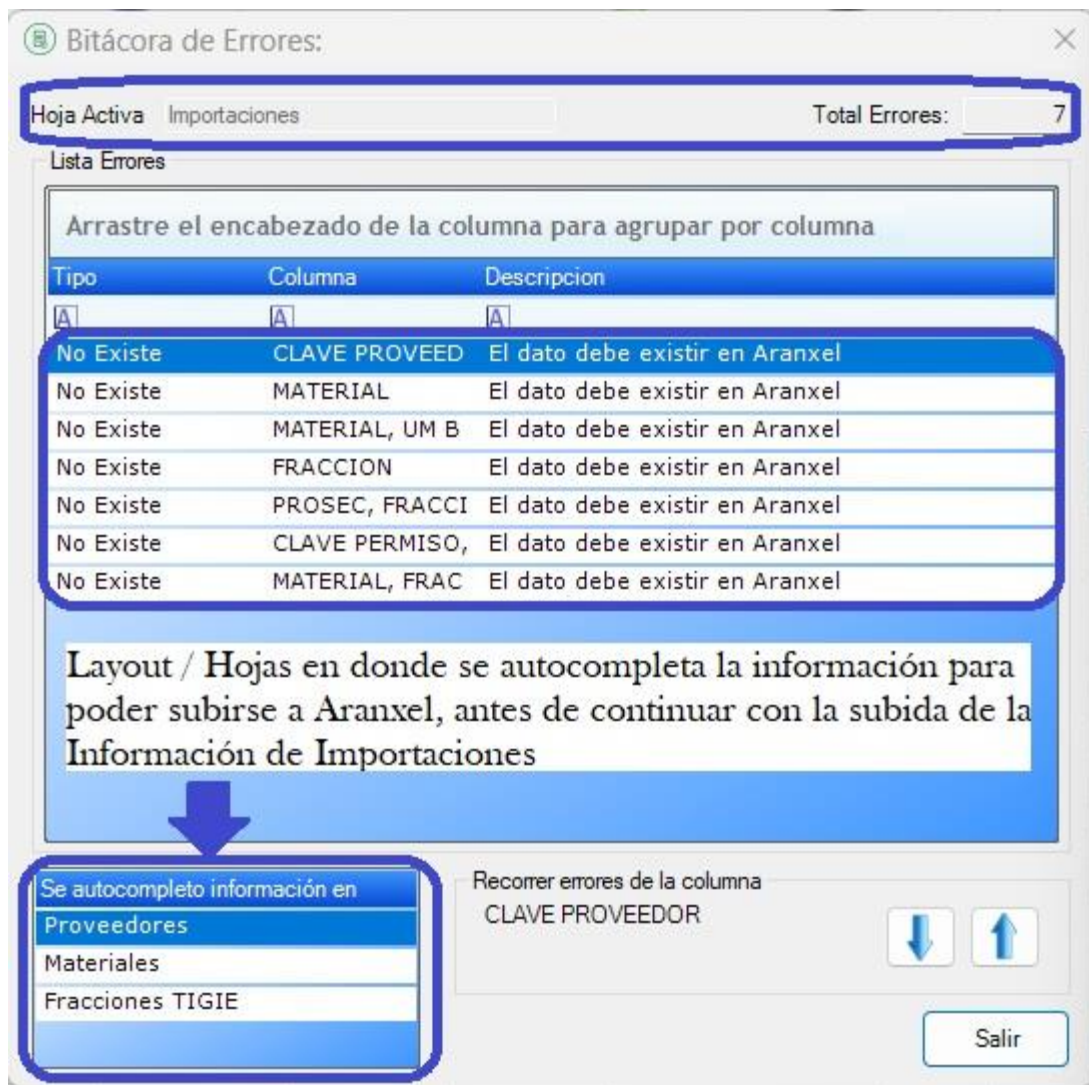 Bitácora de Errores:
Hoja Activa Importaciones Total Errores: 7
Lista Errores
Arrastre el encabezado de la columna para agrupar por columna
Tipo Columna Descripcion
A A A
No Existe CLAVE PROVEED El dato debe existir en Aranxel
No Existe MATERIAL El dato debe existir en Aranxel
No Existe MATERIAL, UM B El dato debe existir en Aranxel
No Existe FRACCION El dato debe existir en Aranxel
No Existe PROSEC, FRACCI El dato debe existir en Aranxel
No Existe CLAVE PERMISO, El dato debe existir en Aranxel
No Existe MATERIAL, FRAC El dato debe existir en Aranxel
Layout / Hojas en donde se autocompleta la información para
poder subirse a Aranxel, antes de continuar con la subida de la
Información de Importaciones
Se autocompleto información en
Proveedores
Materiales
Fracciones TIGIE
Recorrer errores de la columna
CLAVE PROVEEDOR
Salir